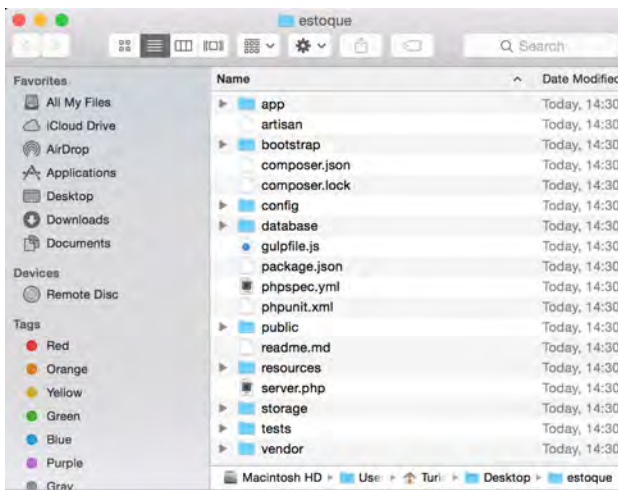 estoque
Search
Favorites
All My Files
iCloud Drive
AirDrop
Applications
Desktop
Downloads
Documents
Devices
Remote Disc
Tags
Red
Orange
Yellow
Green
Blue
Purple
Gray
Name Date Modified
app Today, 14:30
artisan Today, 14:30
bootstrap Today, 14:30
composer.json Today, 14:30
composer.lock Today, 14:30
config Today, 14:30
database Today, 14:30
gulpfile.js Today, 14:30
package.json Today, 14:30
phpspec.yml Today, 14:30
phpunit.xml Today, 14:30
public Today, 14:30
readme.md Today, 14:30
resources Today, 14:30
server.php Today, 14:30
storage Today, 14:30
tests Today, 14:30
vendor Today, 14:30
Macintosh HD Use Turi Desktop estoque